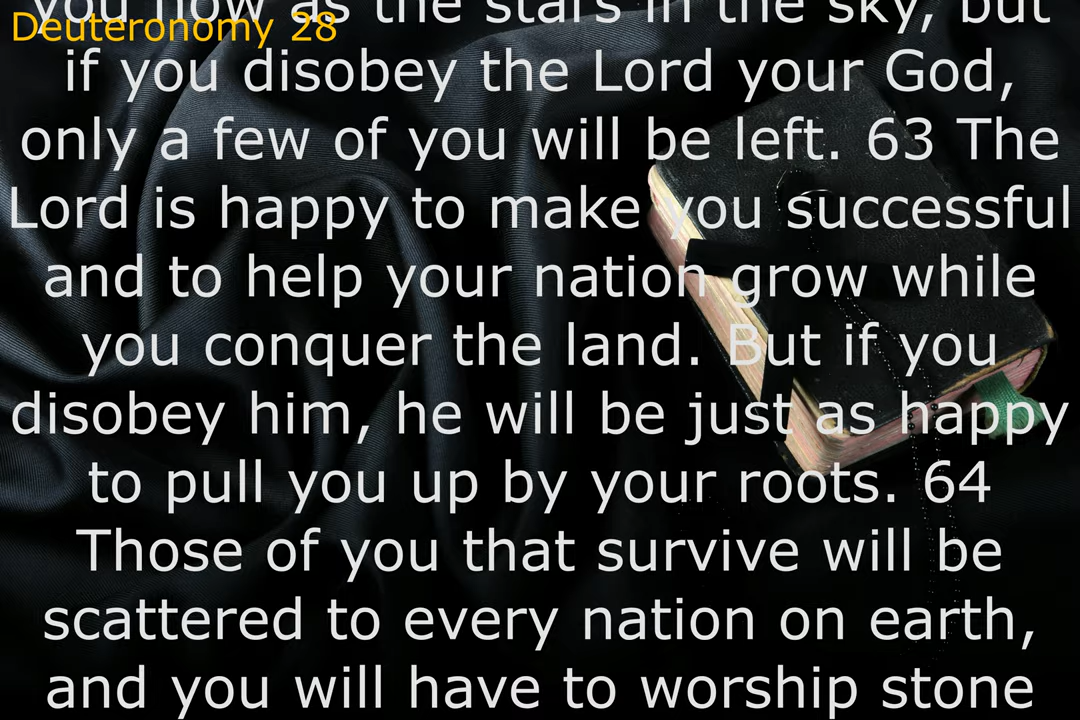 you now as the stars in the sky, but
Deuteronomy 28
if you disobey the Lord your God,
only a few of you will be left. 63 The
Lord is happy to make you successful
and to help your nation grow while
you conquer the land. But if you
disobey him, he will be just as happy
to pull you up by your roots. 64
Those of you that survive will be
scattered to every nation on earth,
and you will have to worship stone